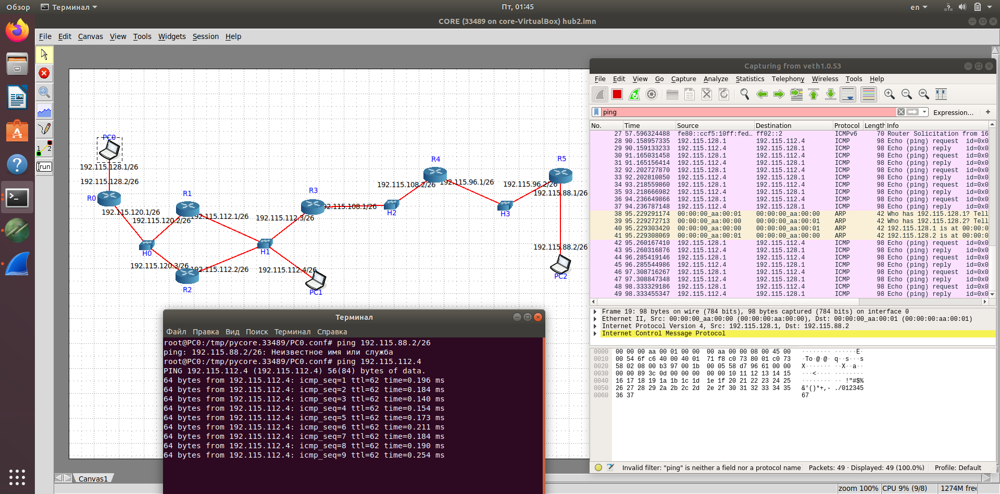 Обзор
Терминал
Пт, 01:45
en
CORE (33489 on core-VirtualBox) hub2.imn
File Edit Canvas View Tools Widgets Session Help
PC0
192.115.128.1/26
192.115.128.2/26
R0
192.115.120.1/26
192.115.120.2/26
R1
192.115.112.1/26
H0
192.115.120.3/26
R2
192.115.112.2/26
H1
192.115.112.3/26
192.115.112.4/26
PC1
R3
192.115.108.1/26
H2
192.115.108.2/26
R4
192.115.96.1/26
H3
192.115.96.2/26
R5
192.115.88.1/26
192.115.88.2/26
PC2
1 2
run
Терминал
Файл Правка Вид Поиск Терминал Справка
root@PC0:/tmp/pycore.33489/PC0.conf# ping 192.115.88.2/26
ping: 192.115.88.2/26: Неизвестное имя или служба
root@PC0:/tmp/pycore.33489/PC0.conf# ping 192.115.112.4
PING 192.115.112.4 (192.115.112.4) 56(84) bytes of data.
64 bytes from 192.115.112.4: icmp_seq=1 ttl=62 time=0.196 ms
64 bytes from 192.115.112.4: icmp_seq=2 ttl=62 time=0.184 ms
64 bytes from 192.115.112.4: icmp_seq=3 ttl=62 time=0.140 ms
64 bytes from 192.115.112.4: icmp_seq=4 ttl=62 time=0.154 ms
64 bytes from 192.115.112.4: icmp_seq=5 ttl=62 time=0.173 ms
64 bytes from 192.115.112.4: icmp_seq=6 ttl=62 time=0.211 ms
64 bytes from 192.115.112.4: icmp_seq=7 ttl=62 time=0.184 ms
64 bytes from 192.115.112.4: icmp_seq=8 ttl=62 time=0.190 ms
64 bytes from 192.115.112.4: icmp_seq=9 ttl=62 time=0.254 ms
Capturing from veth1.0.53
File Edit View Go Capture Analyze Statistics Telephony Wireless Tools Help
ping
Expression… +
No. Time Source Destination Protocol Length Info
27 57.596324488 fe80::ccf5:10ff:fed… ff02::2 ICMPv6 70 Router Solicitation from 16
28 90.158957335 192.115.128.1 192.115.112.4 ICMP 98 Echo (ping) request id=0x0
29 90.159133233 192.115.112.4 192.115.128.1 ICMP 98 Echo (ping) reply id=0x0
30 91.165031458 192.115.128.1 192.115.112.4 ICMP 98 Echo (ping) request id=0x0
31 91.165156414 192.115.112.4 192.115.128.1 ICMP 98 Echo (ping) reply id=0x0
32 92.202727870 192.115.128.1 192.115.112.4 ICMP 98 Echo (ping) request id=0x0
33 92.202810850 192.115.112.4 192.115.128.1 ICMP 98 Echo (ping) reply id=0x0
34 93.218559860 192.115.128.1 192.115.112.4 ICMP 98 Echo (ping) request id=0x0
35 93.218666982 192.115.112.4 192.115.128.1 ICMP 98 Echo (ping) reply id=0x0
36 94.236649866 192.115.128.1 192.115.112.4 ICMP 98 Echo (ping) request id=0x0
37 94.236787148 192.115.112.4 192.115.128.1 ICMP 98 Echo (ping) reply id=0x0
38 95.229291174 00:00:00_aa:00:01 00:00:00_aa:00:00 ARP 42 Who has 192.115.128.1? Tell
39 95.229272713 00:00:00_aa:00:00 00:00:00_aa:00:01 ARP 42 Who has 192.115.128.2? Tell
40 95.229303420 00:00:00_aa:00:00 00:00:00_aa:00:01 ARP 42 192.115.128.1 is at 00:00:0
41 95.229308069 00:00:00_aa:00:01 00:00:00_aa:00:00 ARP 42 192.115.128.2 is at 00:00:0
42 95.260167410 192.115.128.1 192.115.112.4 ICMP 98 Echo (ping) request id=0x0
43 95.260316876 192.115.112.4 192.115.128.1 ICMP 98 Echo (ping) reply id=0x0
44 96.285419146 192.115.128.1 192.115.112.4 ICMP 98 Echo (ping) request id=0x0
45 96.285544986 192.115.112.4 192.115.128.1 ICMP 98 Echo (ping) reply id=0x0
46 97.308716267 192.115.128.1 192.115.112.4 ICMP 98 Echo (ping) request id=0x0
47 97.308847348 192.115.112.4 192.115.128.1 ICMP 98 Echo (ping) reply id=0x0
48 98.333329186 192.115.128.1 192.115.112.4 ICMP 98 Echo (ping) request id=0x0
49 98.333455347 192.115.112.4 192.115.128.1 ICMP 98 Echo (ping) reply id=0x0
Frame 19: 98 bytes on wire (784 bits), 98 bytes captured (784 bits) on interface 0
Ethernet II, Src: 00:00:00_aa:00:00 (00:00:00:aa:00:00), Dst: 00:00:00_aa:00:01 (00:00:00:aa:00:01)
Internet Protocol Version 4, Src: 192.115.128.1, Dst: 192.115.88.2
Internet Control Message Protocol
0000 00 00 00 aa 00 01 00 00 00 aa 00 00 08 00 45 00 ········ ······E·
0010 00 54 6f c6 40 00 40 01 71 f8 c0 73 80 01 c0 73 ·To·@·@· q··s···s
0020 58 02 08 00 b3 97 00 1b 00 05 58 d7 96 61 00 00 X······· ··X··a··
0030 00 00 89 3c 0d 00 00 00 00 00 10 11 12 13 14 15 ···<···· ········
0040 16 17 18 19 1a 1b 1c 1d 1e 1f 20 21 22 23 24 25 ········ ·· !"#$%
0050 26 27 28 29 2a 2b 2c 2d 2e 2f 30 31 32 33 34 35 &'()*+,- ./012345
0060 36 37 67
Invalid filter: "ping" is neither a field nor a protocol name Packets: 49 · Displayed: 49 (100.0%) Profile: Default
Canvas1
zoom 100% CPU 9% (9/8) 1274M free